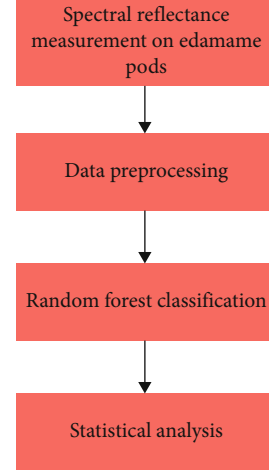 Spectral reflectance
measurement on edamame
pods
Data preprocessing
Random forest classification
Statistical analysis